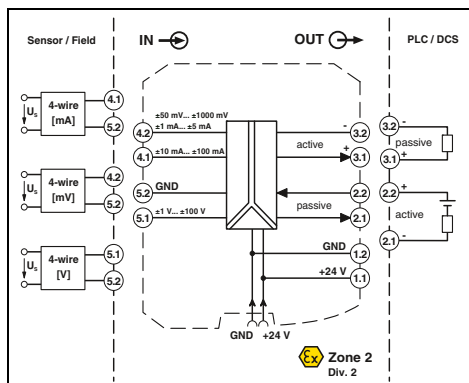 Sensor / Field
IN
OUT
PLC / DCS
Us
4-wire
[mA]
4.1
5.2
Us
4-wire
[mV]
4.2
5.2
Us
4-wire
[V]
5.1
5.2
±50 mV... ±1000 mV
±1 mA... ±5 mA
4.2
±10 mA... ±100 mA
4.1
GND
5.2
±1 V... ±100 V
5.1
-
3.2
active
+
3.1
2.2
passive
2.1
GND
1.2
+24 V
1.1
GND +24 V
3.2 -
passive
3.1 +
2.2 +
active
2.1 -
Ex Zone 2
Div. 2